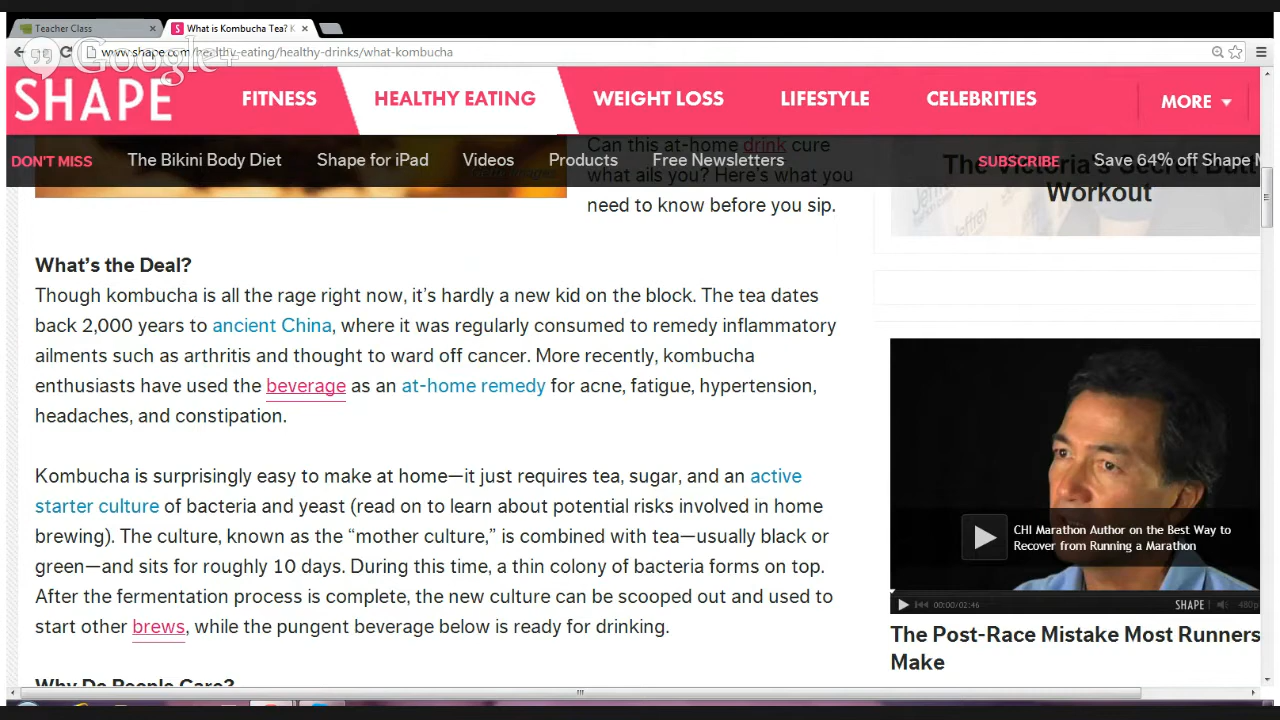 Teacher Class
What is Kombucha Tea? K
www.shape.com/healthy-eating/healthy-drinks/what-kombucha
Google+
SHAPE
FITNESS
HEALTHY EATING
WEIGHT LOSS
LIFESTYLE
CELEBRITIES
MORE
DON'T MISS
The Bikini Body Diet
Shape for iPad
Videos
Products
Free Newsletters
SUBSCRIBE
Save 64% off Shape M
Can this at-home drink cure
what ails you? Here's what you
need to know before you sip.
The Victoria's Secret Butt
Workout
What's the Deal?
Though kombucha is all the rage right now, it's hardly a new kid on the block. The tea dates
back 2,000 years to ancient China, where it was regularly consumed to remedy inflammatory
ailments such as arthritis and thought to ward off cancer. More recently, kombucha
enthusiasts have used the beverage as an at-home remedy for acne, fatigue, hypertension,
headaches, and constipation.
Kombucha is surprisingly easy to make at home—it just requires tea, sugar, and an active
starter culture of bacteria and yeast (read on to learn about potential risks involved in home
brewing). The culture, known as the “mother culture,” is combined with tea—usually black or
green—and sits for roughly 10 days. During this time, a thin colony of bacteria forms on top.
After the fermentation process is complete, the new culture can be scooped out and used to
start other brews, while the pungent beverage below is ready for drinking.
Why Do People Care?
CHI Marathon Author on the Best Way to
Recover from Running a Marathon
00:00/02:46
SHAPE
480p
The Post-Race Mistake Most Runners
Make